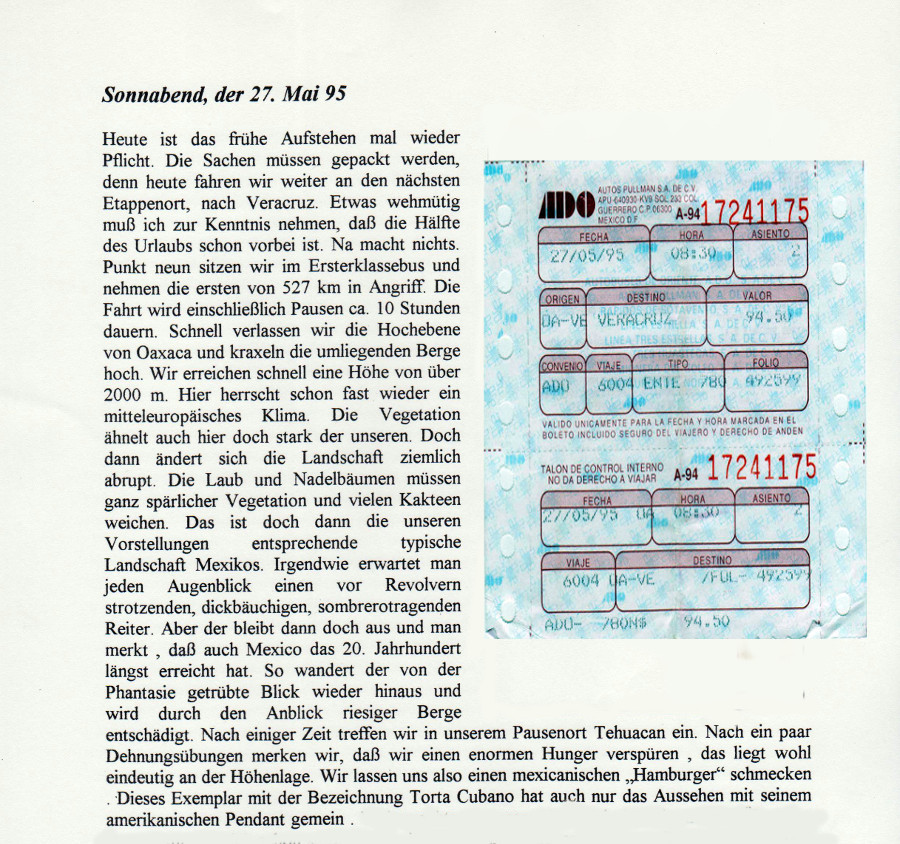 Sonnabend, der 27. Mai 95
Heute ist das frühe Aufstehen mal wieder
Pflicht. Die Sachen müssen gepackt werden,
denn heute fahren wir weiter an den nächsten
Etappenort, nach Veracruz. Etwas wehmütig
muß ich zur Kenntnis nehmen, daß die Hälfte
des Urlaubs schon vorbei ist. Na macht nichts.
Punkt neun sitzen wir im Ersterklassebus und
nehmen die ersten von 527 km in Angriff. Die
Fahrt wird einschließlich Pausen ca. 10 Stunden
dauern. Schnell verlassen wir die Hochebene
von Oaxaca und kraxeln die umliegenden Berge
hoch. Wir erreichen schnell eine Höhe von über
2000 m. Hier herrscht schon fast wieder ein
mitteleuropäisches Klima. Die Vegetation
ähnelt auch hier doch stark der unseren. Doch
dann ändert sich die Landschaft ziemlich
abrupt. Die Laub und Nadelbäumen müssen
ganz spärlicher Vegetation und vielen Kakteen
weichen. Das ist doch dann die unseren
Vorstellungen entsprechende typische
Landschaft Mexikos. Irgendwie erwartet man
jeden Augenblick einen vor Revolvern
strotzenden, dickbäuchigen, sombrerotragenden
Reiter. Aber der bleibt dann doch aus und man
merkt , daß auch Mexico das 20. Jahrhundert
längst erreicht hat. So wandert der von der
Phantasie getrübte Blick wieder hinaus und
wird durch den Anblick riesiger Berge
entschädigt. Nach einiger Zeit treffen wir in unserem Pausenort Tehuacan ein. Nach ein paar
Dehnungsübungen merken wir, daß wir einen enormen Hunger verspüren , das liegt wohl
eindeutig an der Höhenlage. Wir lassen uns also einen mexicanischen „Hamburger“ schmecken
. Dieses Exemplar mit der Bezeichnung Torta Cubano hat auch nur das Aussehen mit seinem
amerikanischen Pendant gemein .
ADO
AUTOS PULLMAN S.A. DE C.V.
APU-640930-KV9 SOL 233 COL.
GUERRERO C.P. 06300
MEXICO D.F.
A-94 17241175
FECHA HORA ASIENTO
27/05/95 08:30 2
ORIGEN DESTINO VALOR
OA-VE VERACRUZ 94.50
CONVENIO VIAJE TIPO FOLIO
ADO 6004 ENTE 780 492599
VALIDO UNICAMENTE PARA LA FECHA Y HORA MARCADA EN EL
BOLETO INCLUIDO SEGURO DEL VIAJERO Y DERECHO DE ANDEN
TALON DE CONTROL INTERNO
NO DA DERECHO A VIAJAR
A-94 17241175
FECHA HORA ASIENTO
27/05/95 OA 08:30 2
VIAJE DESTINO
6004 OA-VE /FOL- 492599
ADO- 780N$ 94.50